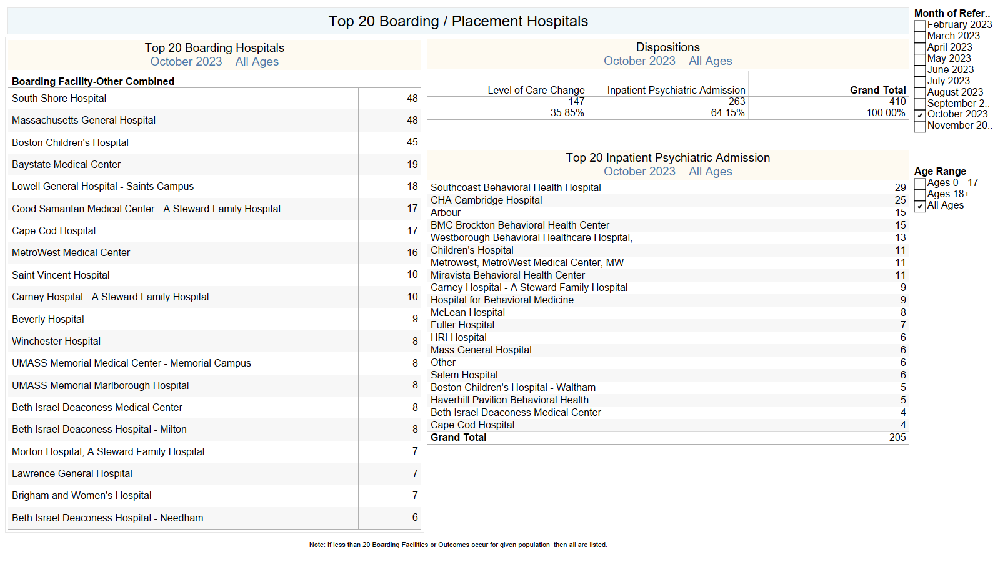 Top 20 Boarding / Placement Hospitals
Top 20 Boarding Hospitals
October 2023 All Ages
Boarding Facility-Other Combined
South Shore Hospital 48
Massachusetts General Hospital 48
Boston Children's Hospital 45
Baystate Medical Center 19
Lowell General Hospital - Saints Campus 18
Good Samaritan Medical Center - A Steward Family Hospital 17
Cape Cod Hospital 17
MetroWest Medical Center 16
Saint Vincent Hospital 10
Carney Hospital - A Steward Family Hospital 10
Beverly Hospital 9
Winchester Hospital 8
UMASS Memorial Medical Center - Memorial Campus 8
UMASS Memorial Marlborough Hospital 8
Beth Israel Deaconess Medical Center 8
Beth Israel Deaconess Hospital - Milton 8
Morton Hospital, A Steward Family Hospital 7
Lawrence General Hospital 7
Brigham and Women's Hospital 7
Beth Israel Deaconess Hospital - Needham 6
Dispositions
October 2023 All Ages
Level of Care Change Inpatient Psychiatric Admission Grand Total
147 263 410
35.85% 64.15% 100.00%
Top 20 Inpatient Psychiatric Admission
October 2023 All Ages
Southcoast Behavioral Health Hospital 29
CHA Cambridge Hospital 25
Arbour 15
BMC Brockton Behavioral Health Center 15
Westborough Behavioral Healthcare Hospital, 13
Children's Hospital 11
Metrowest, MetroWest Medical Center, MW 11
Miravista Behavioral Health Center 11
Carney Hospital - A Steward Family Hospital 9
Hospital for Behavioral Medicine 9
McLean Hospital 8
Fuller Hospital 7
HRI Hospital 6
Mass General Hospital 6
Other 6
Salem Hospital 6
Boston Children's Hospital - Waltham 5
Haverhill Pavilion Behavioral Health 5
Beth Israel Deaconess Medical Center 4
Cape Cod Hospital 4
Grand Total 205
Month of Refer..
February 2023
March 2023
April 2023
May 2023
June 2023
July 2023
August 2023
September 2..
October 2023
November 20..
Age Range
Ages 0 - 17
Ages 18+
All Ages
Note: If less than 20 Boarding Facilities or Outcomes occur for given population then all are listed.